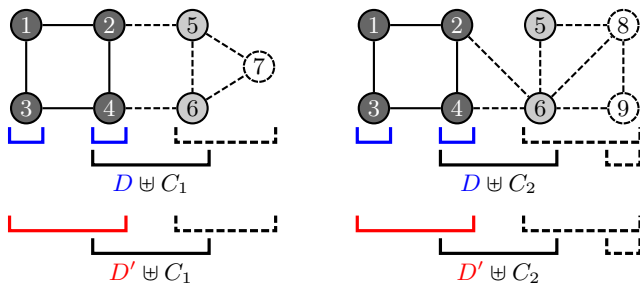 1 2 5 1 2 5 8
7
3 4 6 3 4 6 9
D ⊎ C₁ D ⊎ C₂
D′ ⊎ C₁ D′ ⊎ C₂